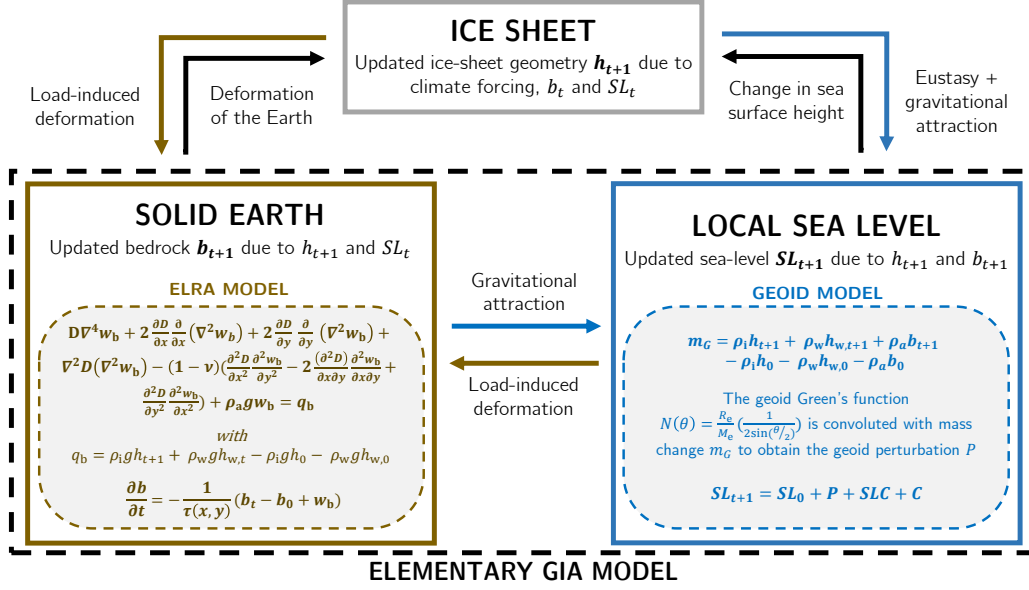 ICE SHEET
Updated ice-sheet geometry h_{t+1} due to
climate forcing, b_t and SL_t
Load-induced
deformation
Deformation
of the Earth
Change in sea
surface height
Eustasy +
gravitational
attraction
SOLID EARTH
Updated bedrock b_{t+1} due to h_{t+1} and SL_t
ELRA MODEL
D∇⁴w_b + 2 ∂D/∂x ∂/∂x (∇²w_b) + 2 ∂D/∂y ∂/∂y (∇²w_b) +
∇²D(∇²w_b) − (1 − ν)(∂²D/∂x² ∂²w_b/∂y² − 2 (∂²D)/∂x∂y ∂²w_b/∂x∂y +
∂²D/∂y² ∂²w_b/∂x²) + ρ_a g w_b = q_b
with
q_b = ρ_i g h_{t+1} + ρ_w g h_{w,t} − ρ_i g h_0 − ρ_w g h_{w,0}
∂b/∂t = − 1/τ(x, y) (b_t − b_0 + w_b)
Gravitational
attraction
Load-induced
deformation
LOCAL SEA LEVEL
Updated sea-level SL_{t+1} due to h_{t+1} and b_{t+1}
GEOID MODEL
m_G = ρ_i h_{t+1} + ρ_w h_{w,t+1} + ρ_a b_{t+1}
− ρ_i h_0 − ρ_w h_{w,0} − ρ_a b_0
The geoid Green's function
N(θ) = R_e/M_e (1/2sin(θ/2)) is convoluted with mass
change m_G to obtain the geoid perturbation P
SL_{t+1} = SL_0 + P + SLC + C
ELEMENTARY GIA MODEL